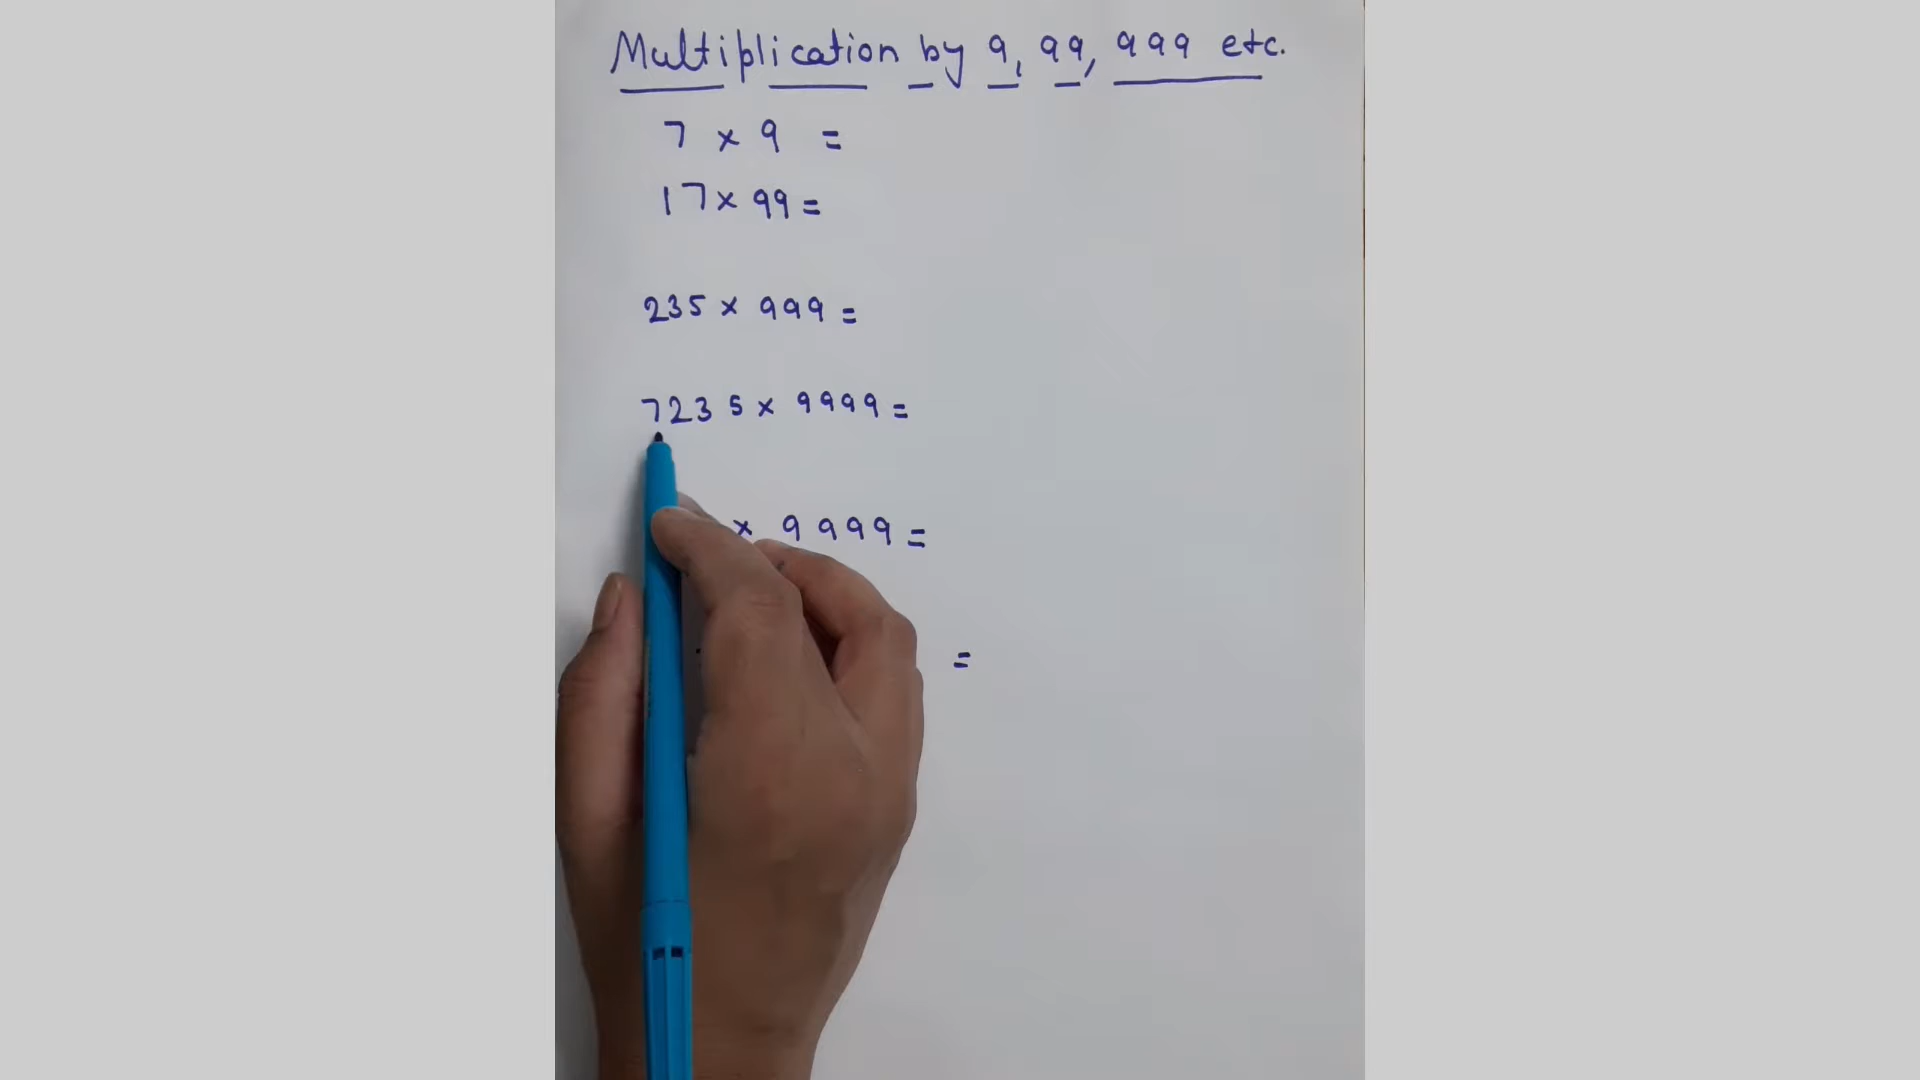 Multiplication by 9, 99, 999 etc.
7 x 9 =
17 x 99 =
235 x 999 =
7235 x 9999 =
x 9999 =
=